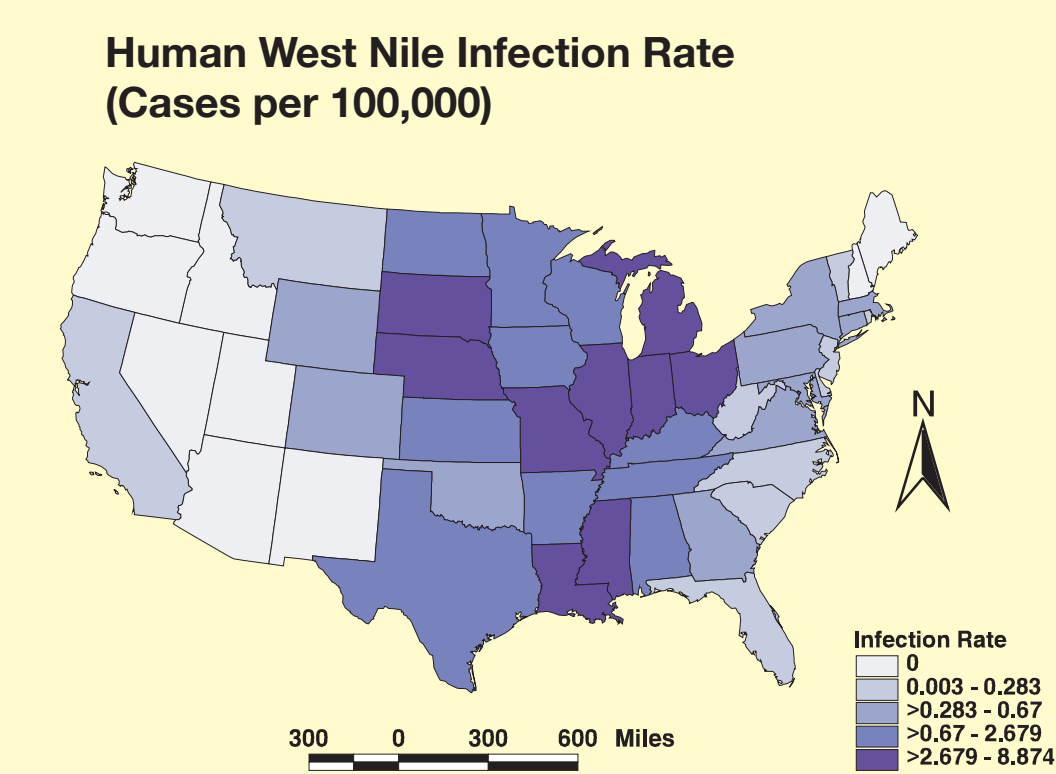 Human West Nile Infection Rate
(Cases per 100,000)
N
Infection Rate
0
0.003 - 0.283
>0.283 - 0.67
>0.67 - 2.679
>2.679 - 8.874
300 0 300 600 Miles